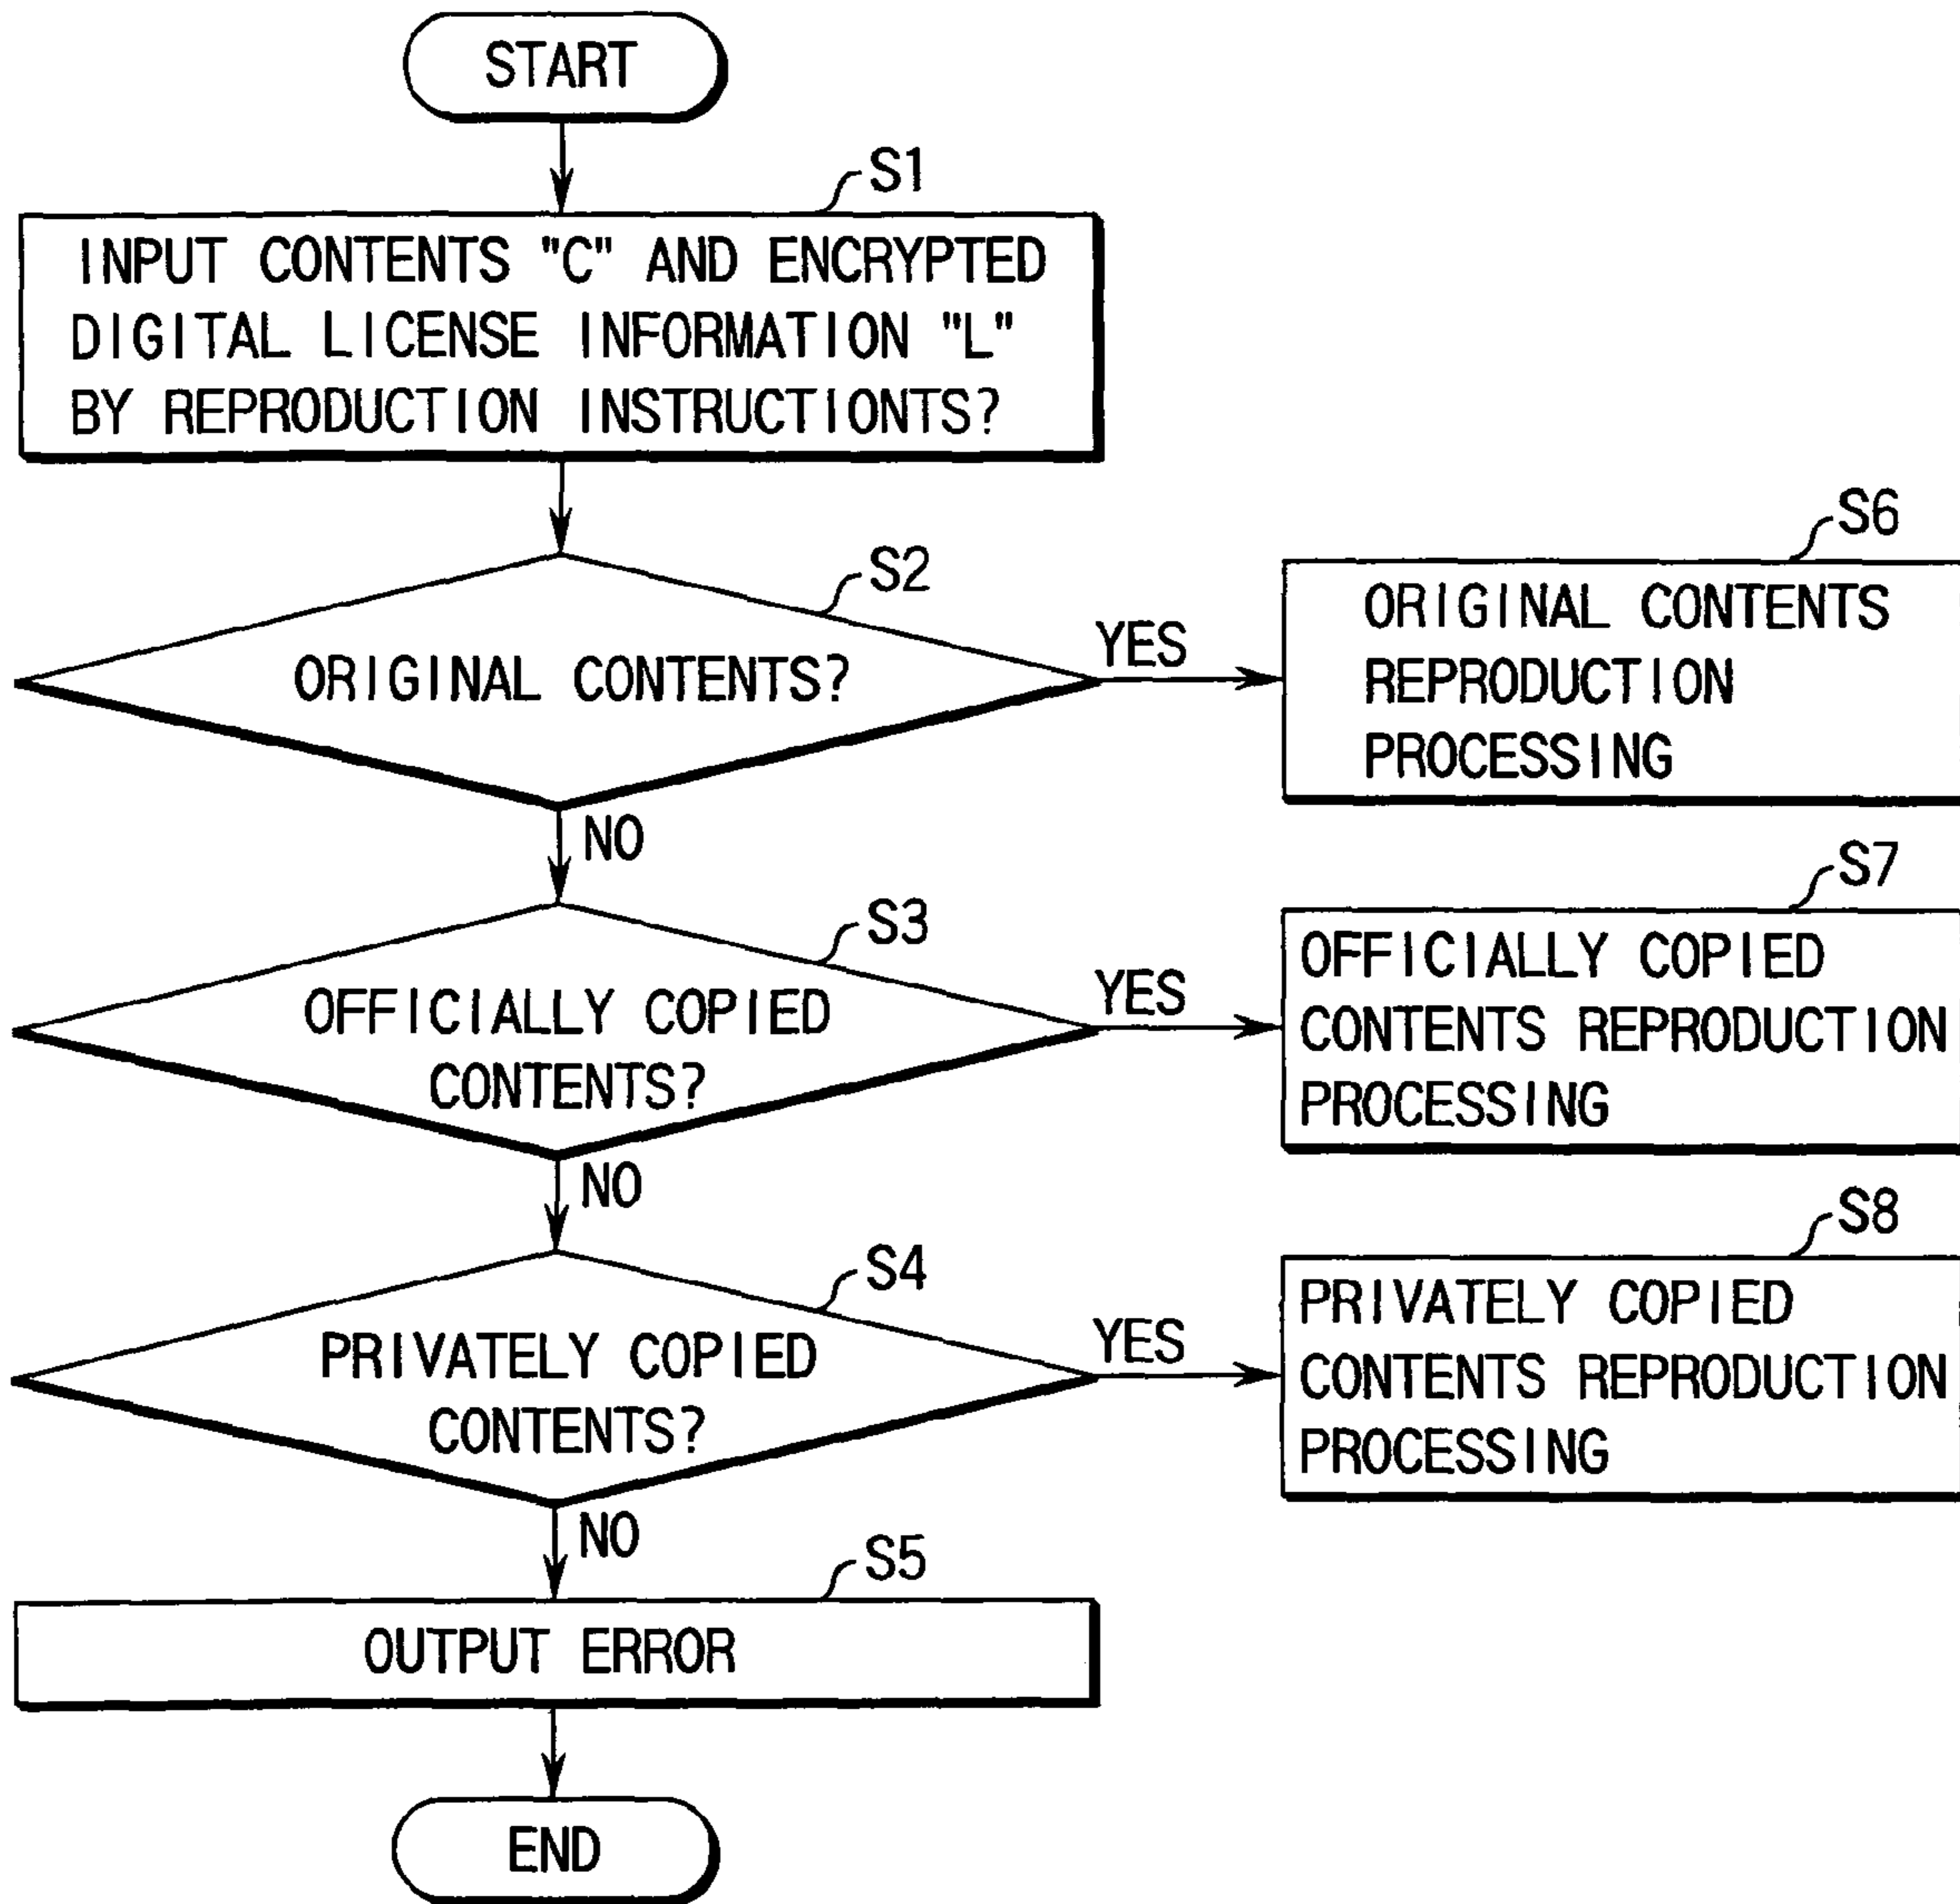 START
S1
INPUT CONTENTS "C" AND ENCRYPTED
DIGITAL LICENSE INFORMATION "L"
BY REPRODUCTION INSTRUCTIONTS?
S2
ORIGINAL CONTENTS?
YES
S6
ORIGINAL CONTENTS
REPRODUCTION
PROCESSING
NO
S3
OFFICIALLY COPIED
CONTENTS?
YES
S7
OFFICIALLY COPIED
CONTENTS REPRODUCTION
PROCESSING
NO
S4
PRIVATELY COPIED
CONTENTS?
YES
S8
PRIVATELY COPIED
CONTENTS REPRODUCTION
PROCESSING
NO
S5
OUTPUT ERROR
END